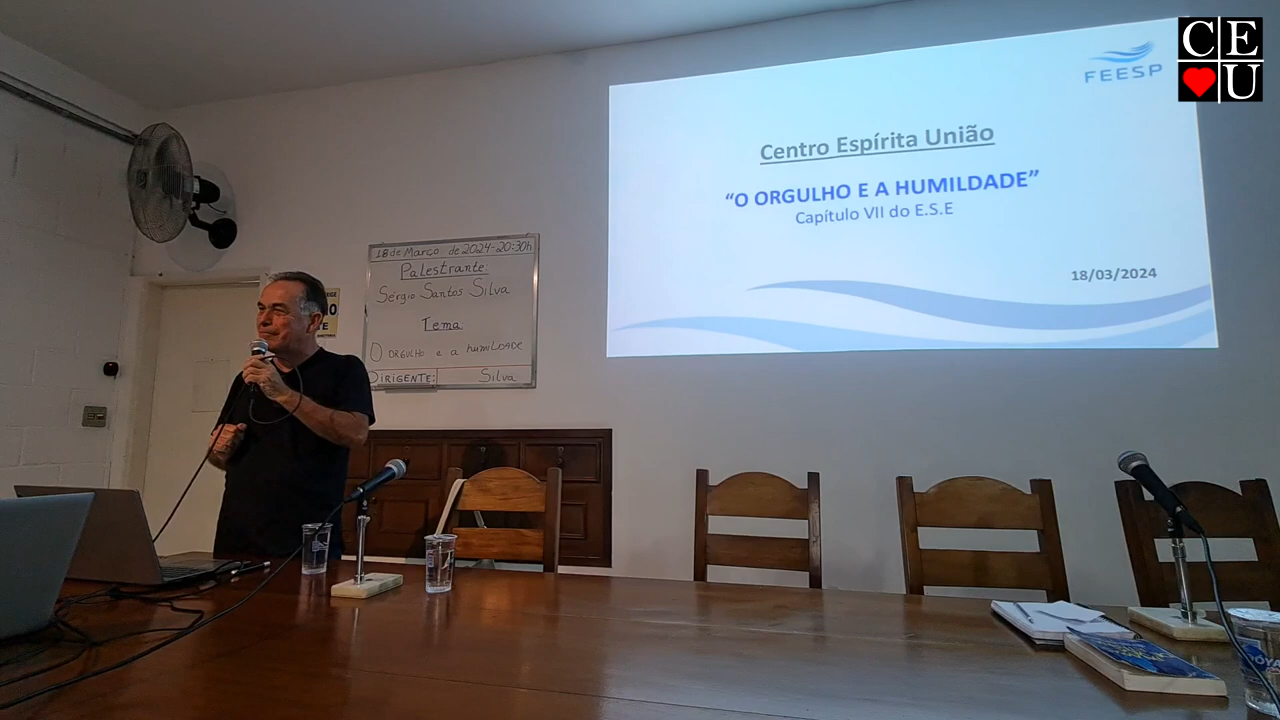 C E
U
FEESP
Centro Espírita União
“O ORGULHO E A HUMILDADE”
Capítulo VII do E.S.E
18/03/2024
18 de Março de 2024-20:30h
Palestrante:
Sérgio Santos Silva
Tema:
O ORGULHO e a humiLDADE
DIRIGENTE: Silva